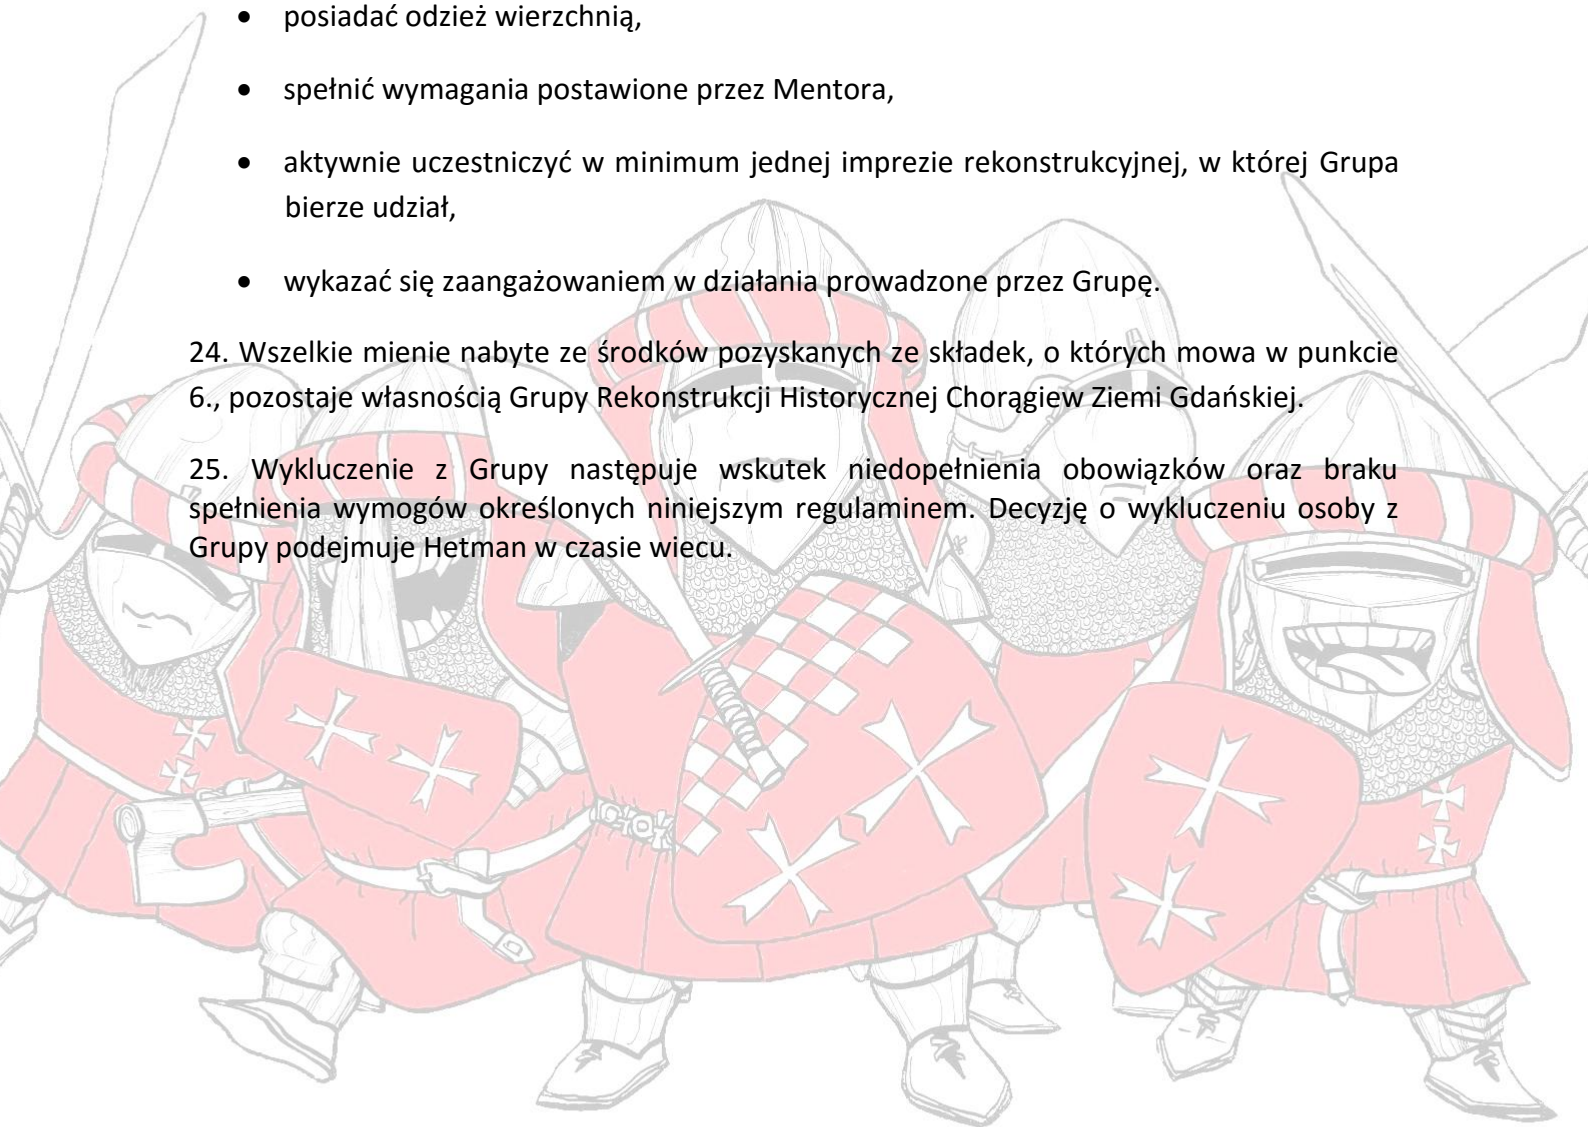 • posiadać odzież wierzchnią,
• spełnić wymagania postawione przez Mentora,
• aktywnie uczestniczyć w minimum jednej imprezie rekonstrukcyjnej, w której Grupa
bierze udział,
• wykazać się zaangażowaniem w działania prowadzone przez Grupę.
24. Wszelkie mienie nabyte ze środków pozyskanych ze składek, o których mowa w punkcie
6., pozostaje własnością Grupy Rekonstrukcji Historycznej Chorągiew Ziemi Gdańskiej.
25. Wykluczenie z Grupy następuje wskutek niedopełnienia obowiązków oraz braku
spełnienia wymogów określonych niniejszym regulaminem. Decyzję o wykluczeniu osoby z
Grupy podejmuje Hetman w czasie wiecu.